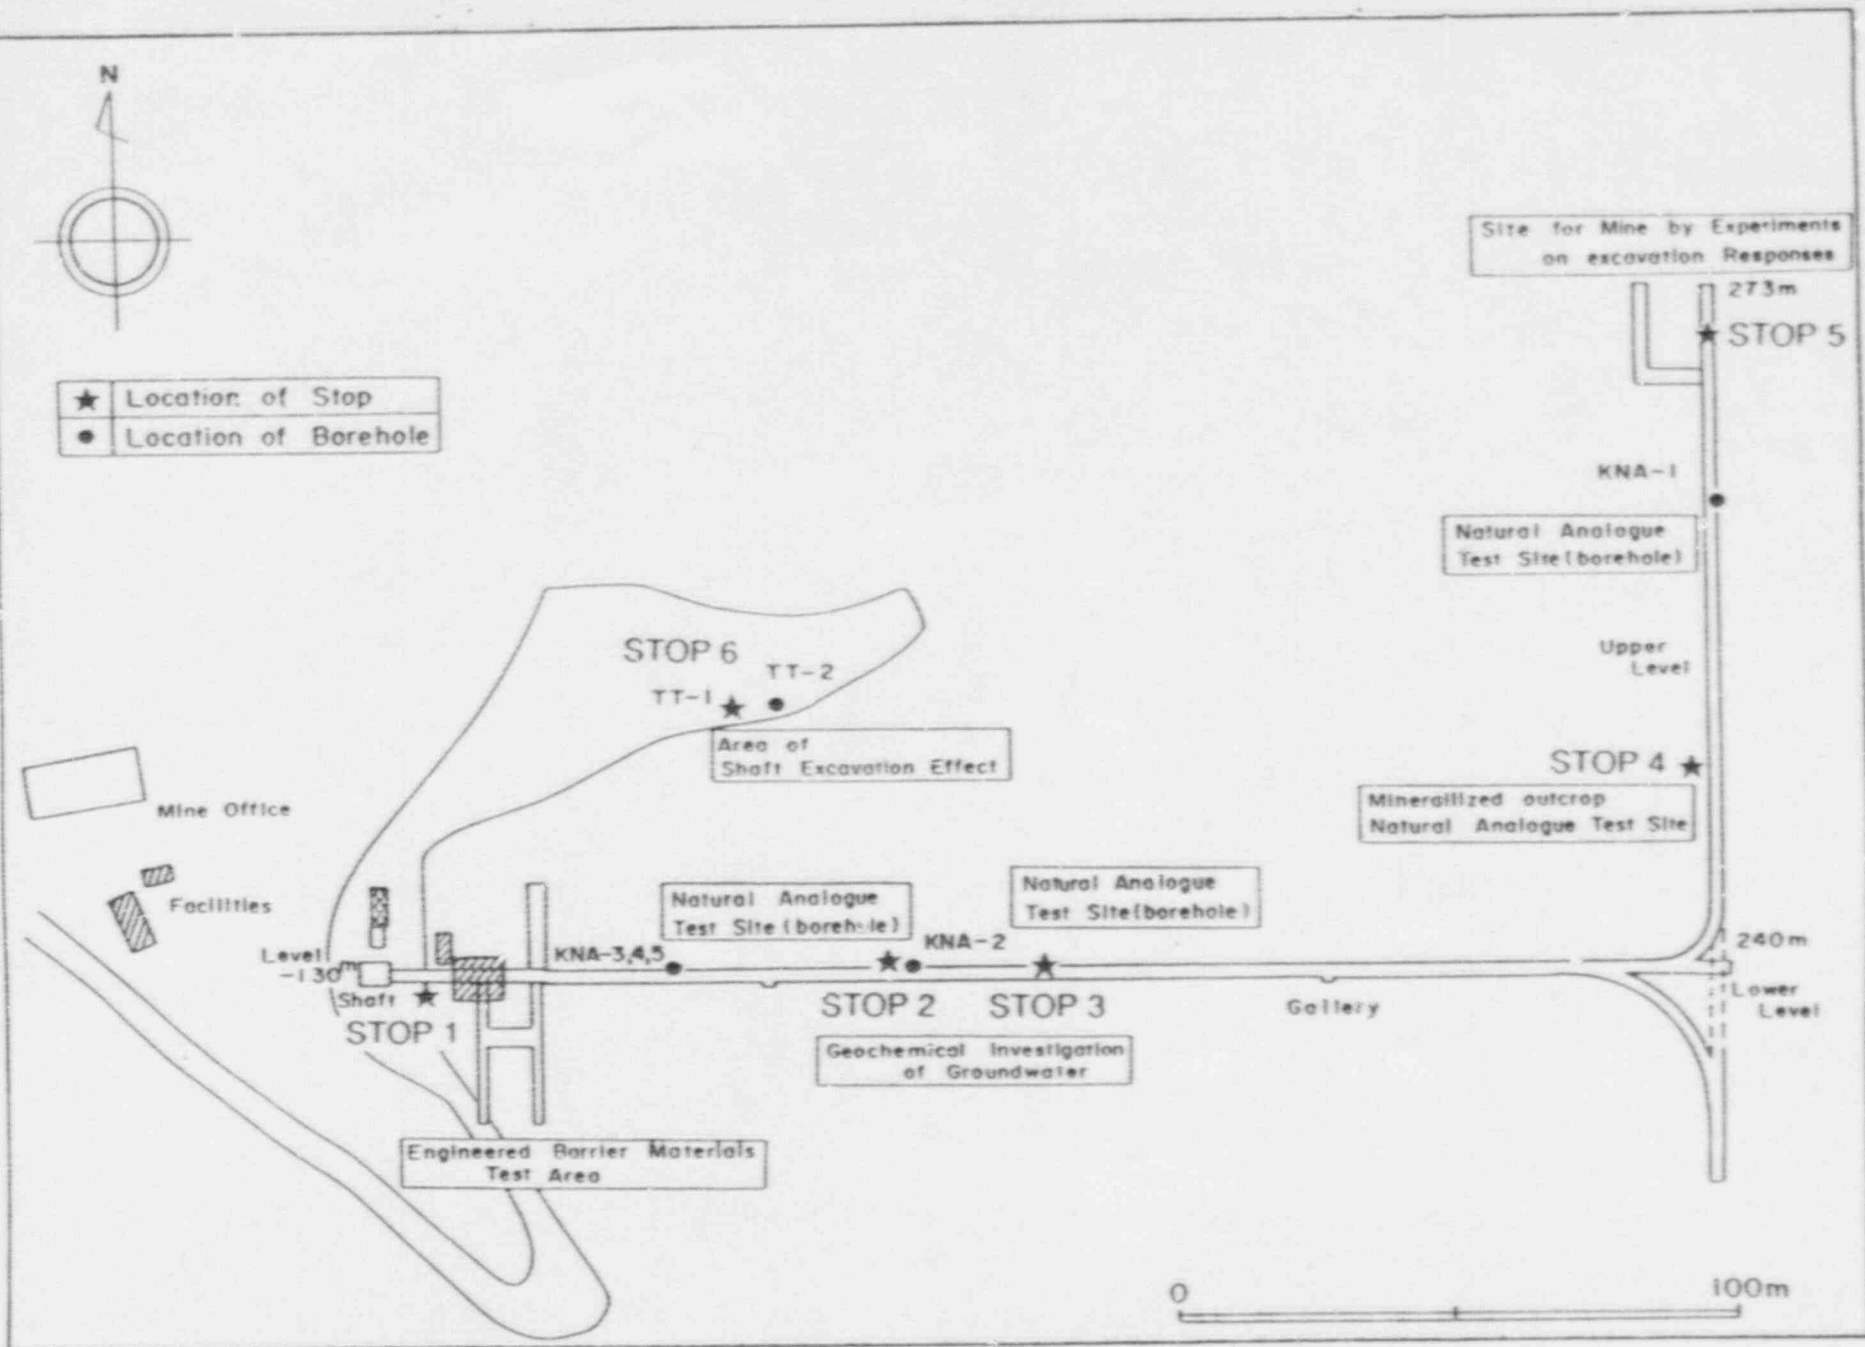 N
Site for Mine by Experiments
on excavation Responses
273m
STOP 5
★ Location of Stop
● Location of Borehole
KNA-1
Natural Analogue
Test Site (borehole)
Upper
Level
STOP 6
TT-2
TT-1
Area of
Shaft Excavation Effect
STOP 4
Minerallized outcrop
Natural Analogue Test Site
Mine Office
Facilities
Natural Analogue
Test Site (borehole)
Natural Analogue
Test Site (borehole)
Level
-130m
KNA-3,4,5
KNA-2
240m
Shaft
STOP 1
STOP 2
STOP 3
Gallery
Lower
Level
Geochemical Investigation
of Groundwater
Engineered Barrier Materials
Test Area
0
100m